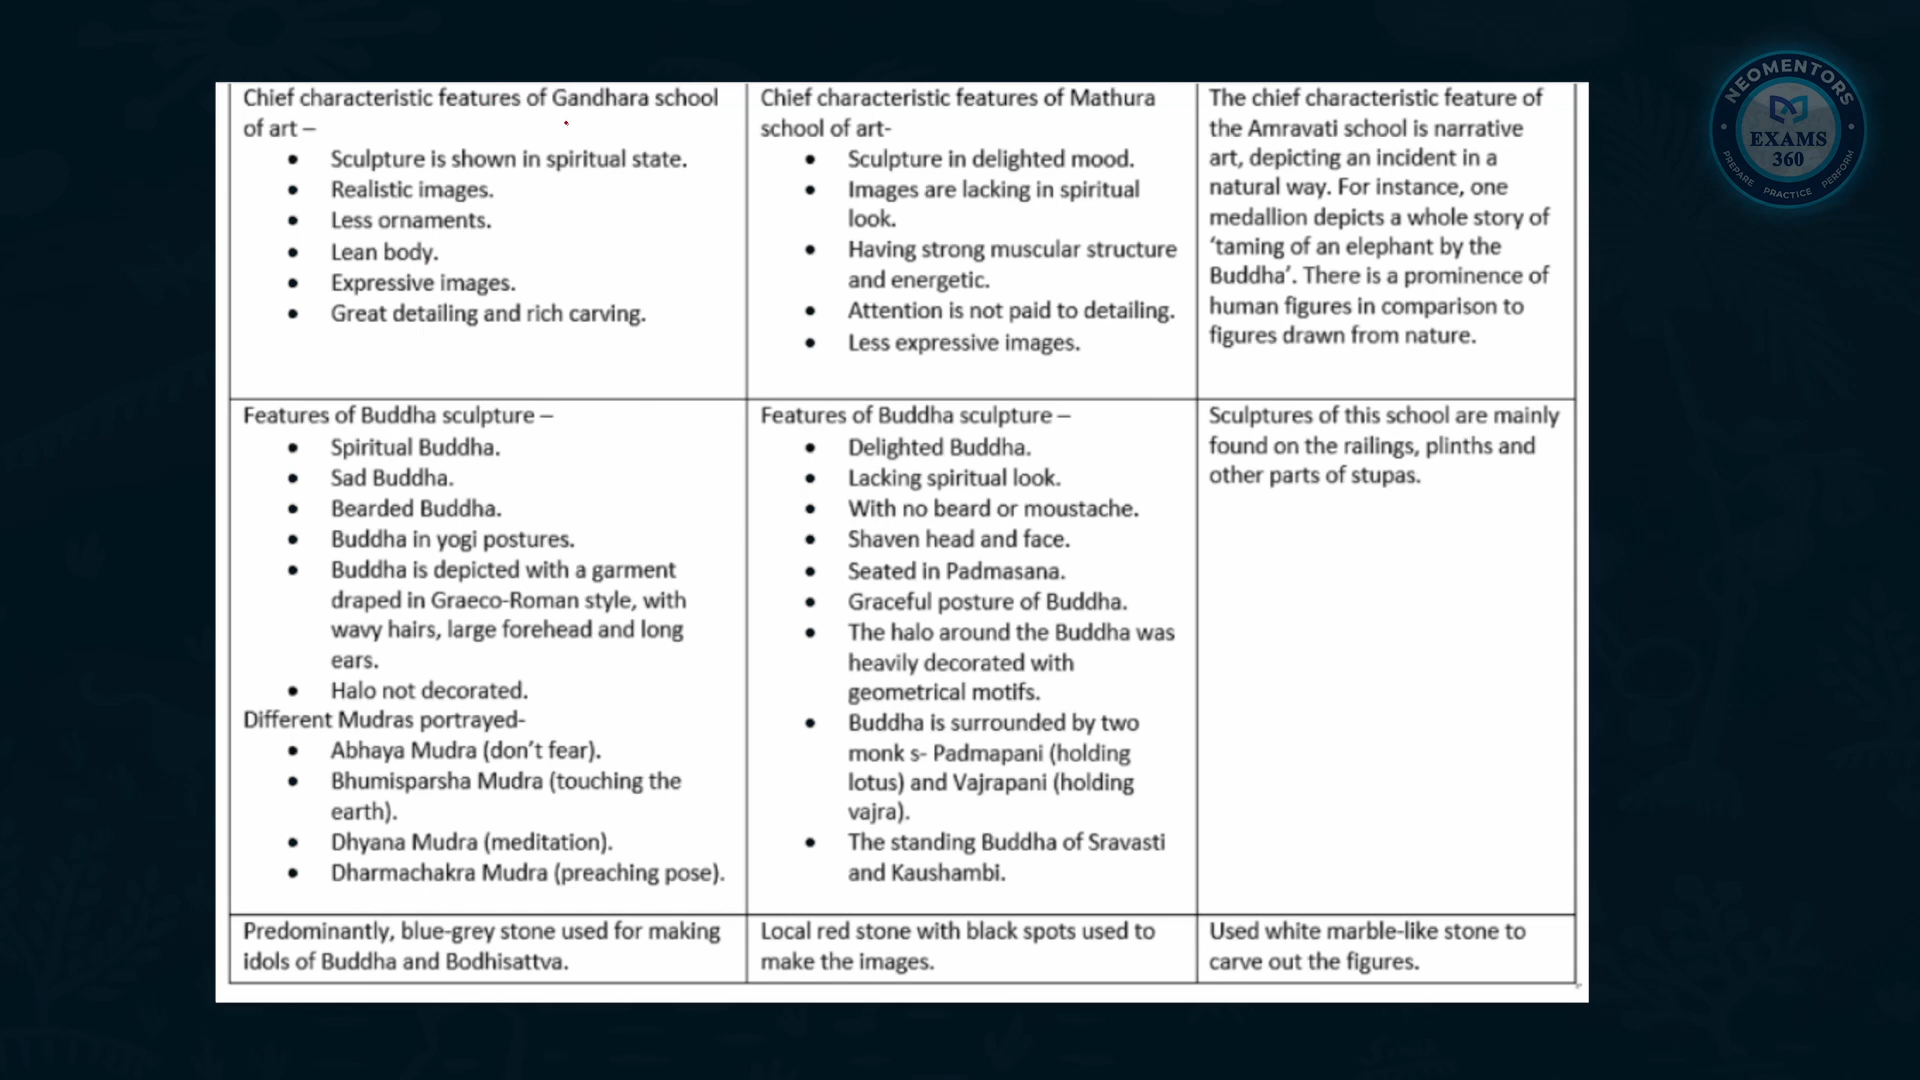 Chief characteristic features of Gandhara school
of art –
• Sculpture is shown in spiritual state.
• Realistic images.
• Less ornaments.
• Lean body.
• Expressive images.
• Great detailing and rich carving.
Chief characteristic features of Mathura
school of art-
• Sculpture in delighted mood.
• Images are lacking in spiritual
look.
• Having strong muscular structure
and energetic.
• Attention is not paid to detailing.
• Less expressive images.
The chief characteristic feature of
the Amravati school is narrative
art, depicting an incident in a
natural way. For instance, one
medallion depicts a whole story of
‘taming of an elephant by the
Buddha’. There is a prominence of
human figures in comparison to
figures drawn from nature.
Features of Buddha sculpture –
• Spiritual Buddha.
• Sad Buddha.
• Bearded Buddha.
• Buddha in yogi postures.
• Buddha is depicted with a garment
draped in Graeco-Roman style, with
wavy hairs, large forehead and long
ears.
• Halo not decorated.
Different Mudras portrayed-
• Abhaya Mudra (don’t fear).
• Bhumisparsha Mudra (touching the
earth).
• Dhyana Mudra (meditation).
• Dharmachakra Mudra (preaching pose).
Features of Buddha sculpture –
• Delighted Buddha.
• Lacking spiritual look.
• With no beard or moustache.
• Shaven head and face.
• Seated in Padmasana.
• Graceful posture of Buddha.
• The halo around the Buddha was
heavily decorated with
geometrical motifs.
• Buddha is surrounded by two
monk s- Padmapani (holding
lotus) and Vajrapani (holding
vajra).
• The standing Buddha of Sravasti
and Kaushambi.
Sculptures of this school are mainly
found on the railings, plinths and
other parts of stupas.
Predominantly, blue-grey stone used for making
idols of Buddha and Bodhisattva.
Local red stone with black spots used to
make the images.
Used white marble-like stone to
carve out the figures.
NEOMENTORS
EXAMS
360
PREPARE PRACTICE PERFORM